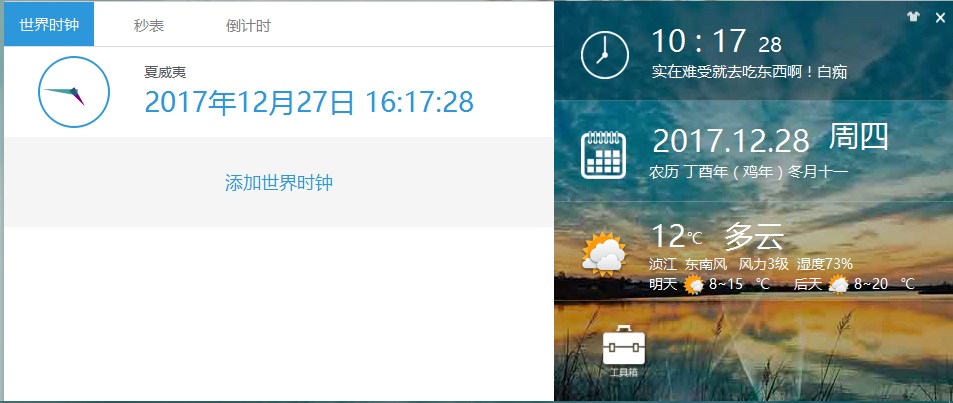 世界时钟 秒表 倒计时
夏威夷
2017年12月27日 16:17:28
添加世界时钟
10 : 17 28
实在难受就去吃东西啊！白痴
2017.12.28 周四
农历 丁酉年（鸡年）冬月十一
12℃ 多云
浈江 东南风 风力3级 湿度73%
明天 8~15 ℃ 后天 8~20 ℃
工具箱